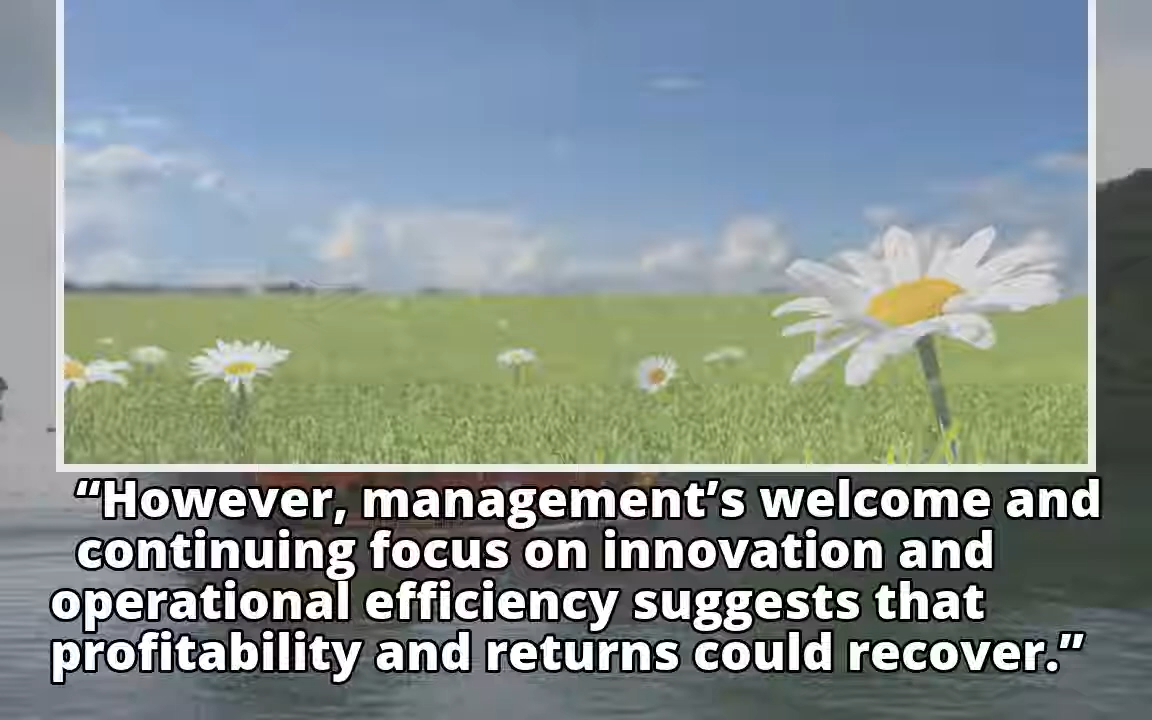 “However, management’s welcome and
continuing focus on innovation and
operational efficiency suggests that
profitability and returns could recover.”